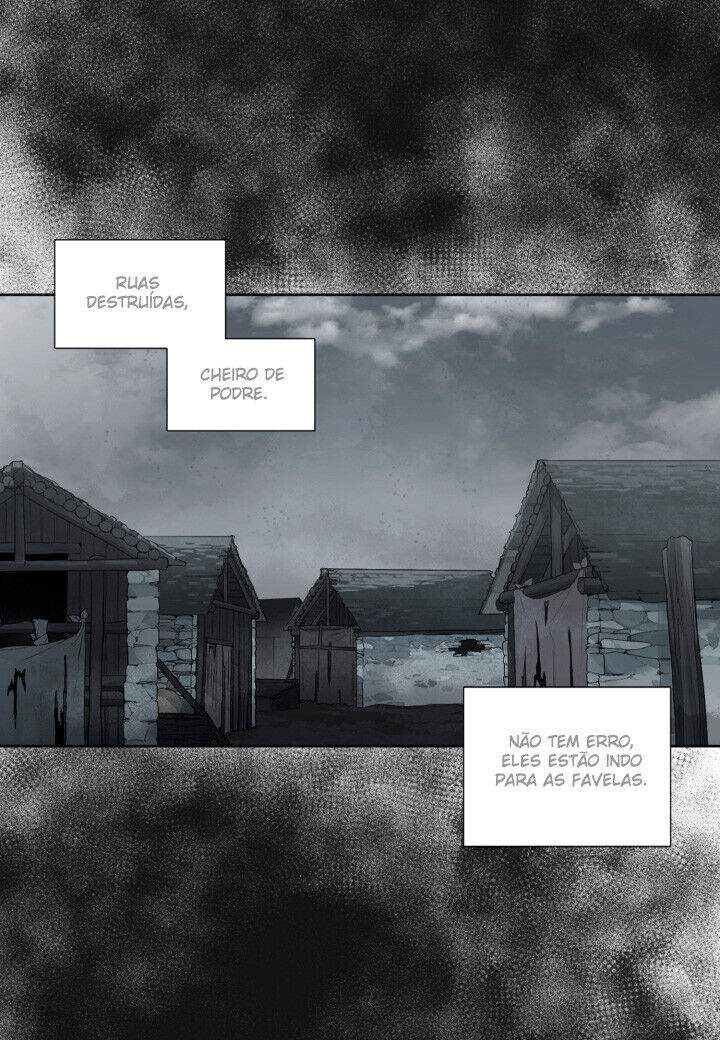 RUAS
DESTRUÍDAS,
CHEIRO DE
PODRE.
NÃO TEM ERRO,
ELES ESTÃO INDO
PARA AS FAVELAS.